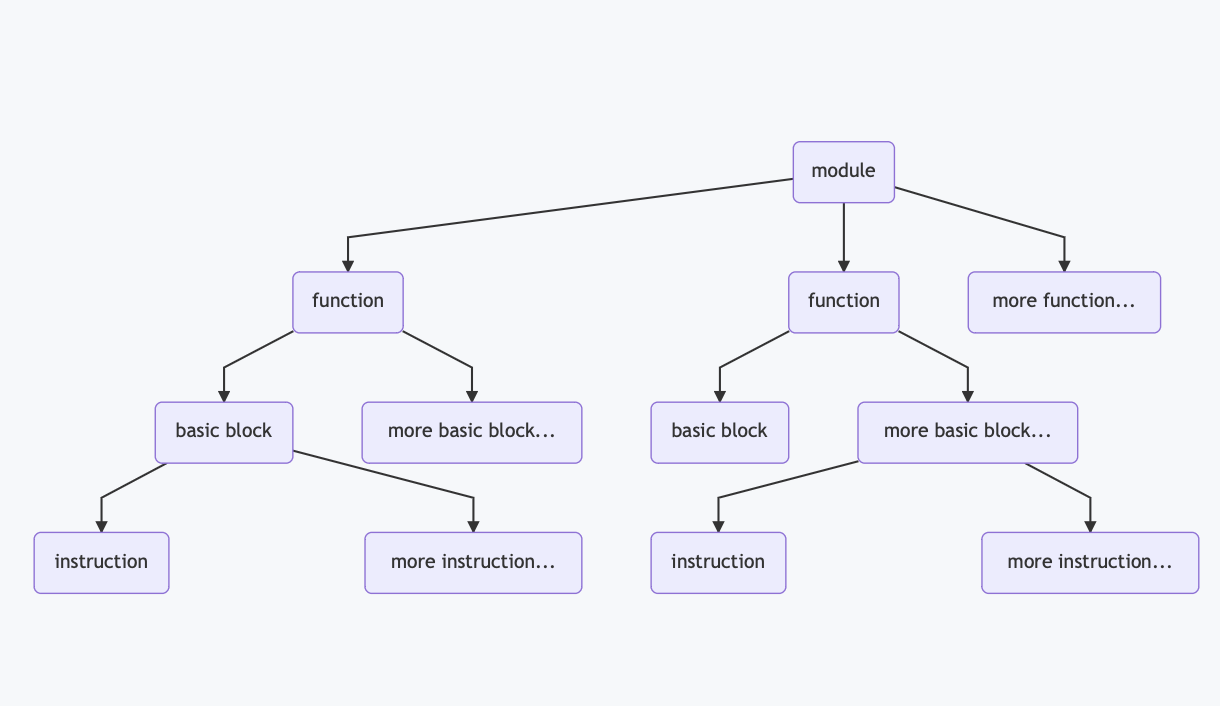 module
function
function
more function...
basic block
more basic block...
basic block
more basic block...
instruction
more instruction...
instruction
more instruction...